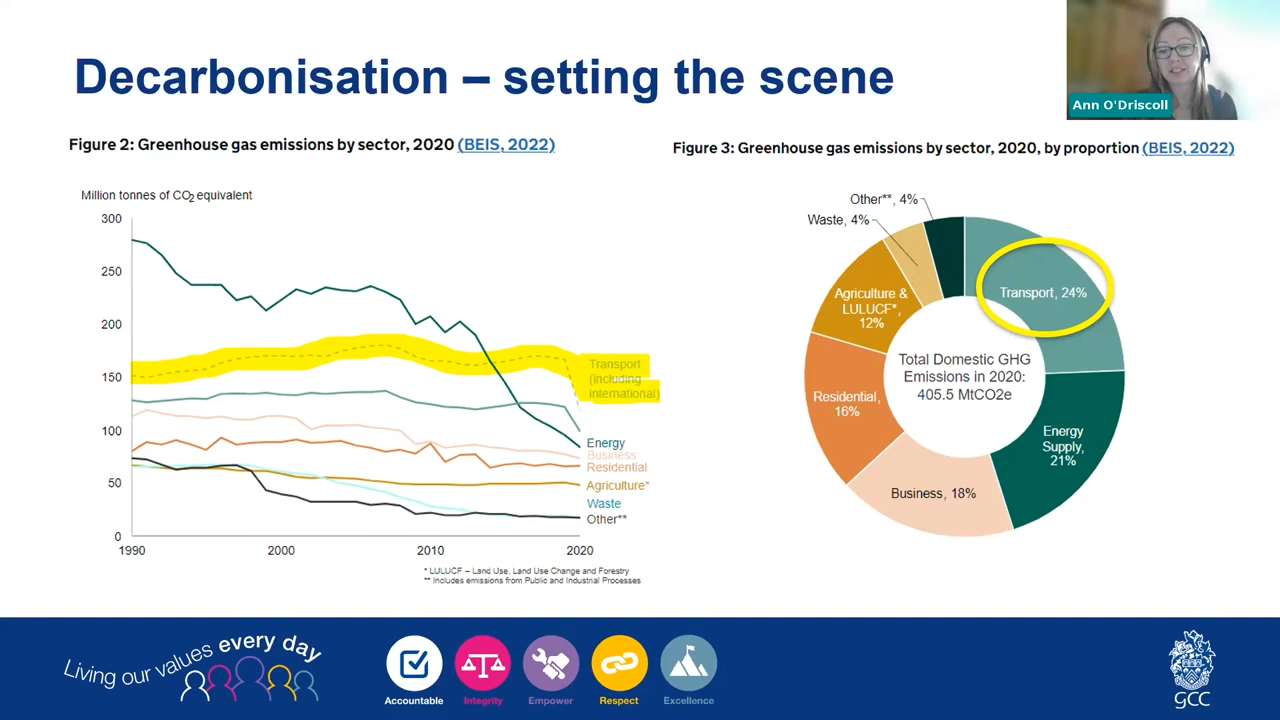 Decarbonisation – setting the scene
Ann O'Driscoll
Figure 2: Greenhouse gas emissions by sector, 2020 (BEIS, 2022)
Million tonnes of CO2 equivalent
300
250
200
150
100
50
0
1990
2000
2010
2020
Transport
(including
international)
Energy
Business
Residential
Agriculture*
Waste
Other**
* LULUCF – Land Use, Land Use Change and Forestry
** Includes emissions from Public and Industrial Processes
Figure 3: Greenhouse gas emissions by sector, 2020, by proportion (BEIS, 2022)
Other**, 4%
Waste, 4%
Transport, 24%
Agriculture &
LULUCF*,
12%
Total Domestic GHG
Emissions in 2020:
405.5 MtCO2e
Residential,
16%
Energy
Supply,
21%
Business, 18%
Living our values every day
Accountable
Integrity
Empower
Respect
Excellence
GCC